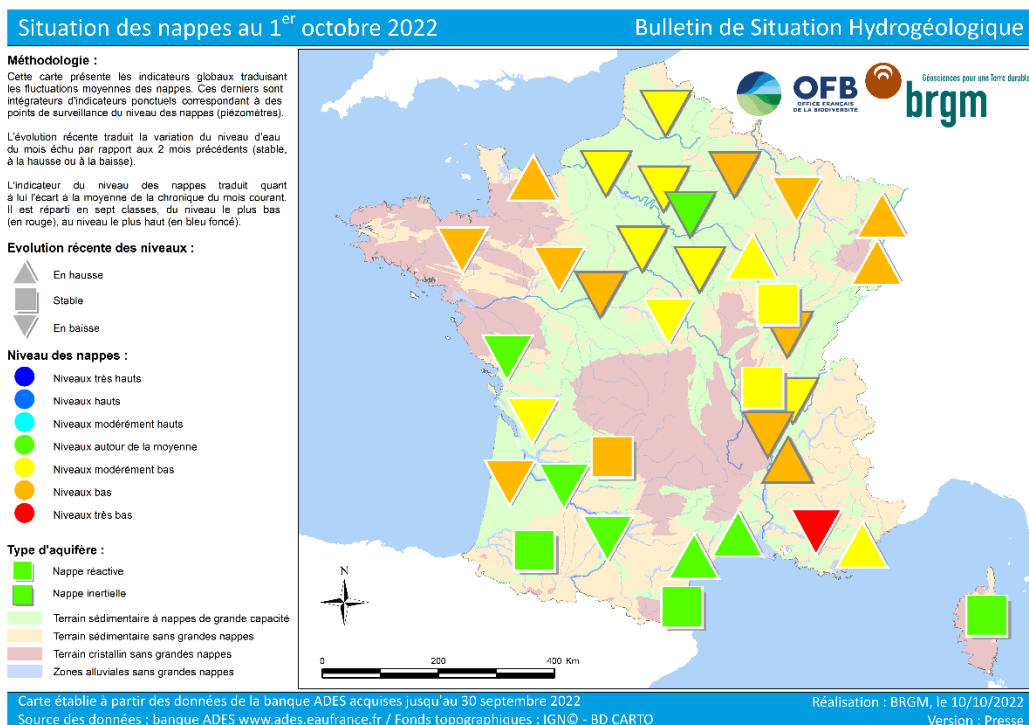 Situation des nappes au 1er octobre 2022
Bulletin de Situation Hydrogéologique
Méthodologie :
Cette carte présente les indicateurs globaux traduisant
les fluctuations moyennes des nappes. Ces derniers sont
intégrateurs d'indicateurs ponctuels correspondant à des
points de surveillance du niveau des nappes (piézomètres).
L'évolution récente traduit la variation du niveau d'eau
du mois échu par rapport aux 2 mois précédents (stable,
à la hausse ou à la baisse).
L'indicateur du niveau des nappes traduit quant
à lui l'écart à la moyenne de la chronique du mois courant.
Il est réparti en sept classes, du niveau le plus bas
(en rouge), au niveau le plus haut (en bleu foncé).
Evolution récente des niveaux :
En hausse
Stable
En baisse
Niveau des nappes :
Niveaux très hauts
Niveaux hauts
Niveaux modérément hauts
Niveaux autour de la moyenne
Niveaux modérément bas
Niveaux bas
Niveaux très bas
Type d'aquifère :
Nappe réactive
Nappe inertielle
Terrain sédimentaire à nappes de grande capacité
Terrain sédimentaire sans grandes nappes
Terrain cristallin sans grandes nappes
Zones alluviales sans grandes nappes
OFB
OFFICE FRANÇAIS
DE LA BIODIVERSITÉ
Géosciences pour une Terre durable
brgm
N
0 200 400 Km
Carte établie à partir des données de la banque ADES acquises jusqu'au 30 septembre 2022
Source des données : banque ADES www.ades.eaufrance.fr / Fonds topographiques : IGN© - BD CARTO
Réalisation : BRGM, le 10/10/2022
Version : Presse